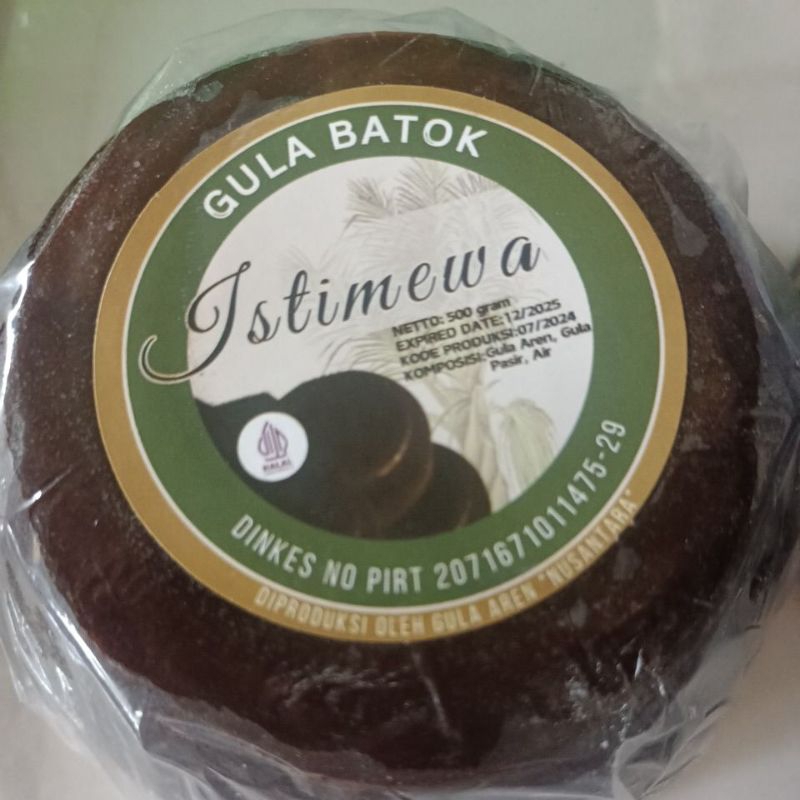 GULA BATOK
Istimewa
NETTO: 500 gram
EXPIRED DATE:12/2025
KODE PRODUKSI:07/2024
KOMPOSISI:Gula Aren, Gula
Pasir, Air
HALAL
DINKES NO PIRT 2071671011475-29
DIPRODUKSI OLEH GULA AREN "NUSANTARA"